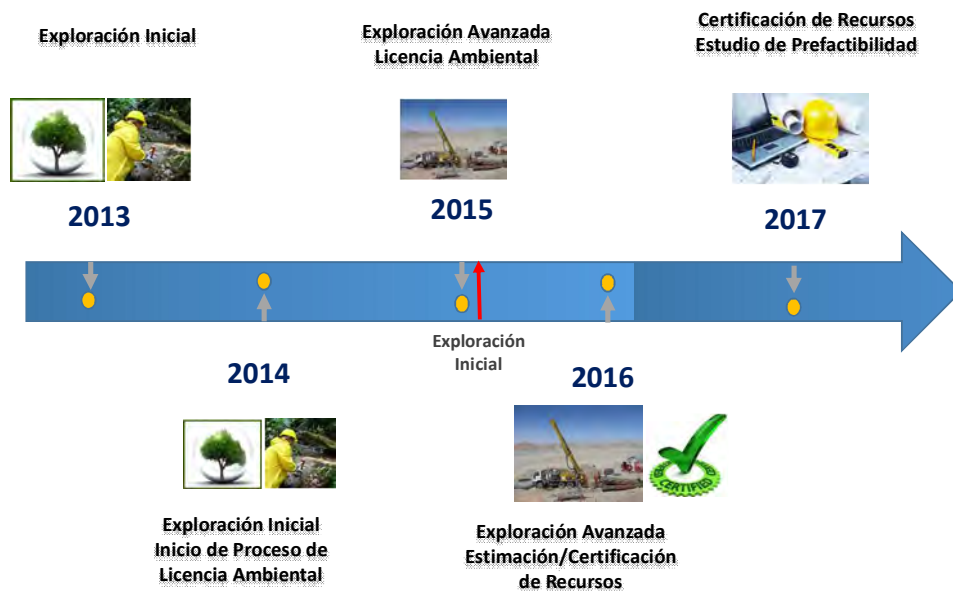 Exploración Inicial
2013
Exploración Avanzada
Licencia Ambiental
2015
Certificación de Recursos
Estudio de Prefactibilidad
2017
Exploración
Inicial
2014
Exploración Inicial
Inicio de Proceso de
Licencia Ambiental
2016
CERTIFIED
Exploración Avanzada
Estimación/Certificación
de Recursos